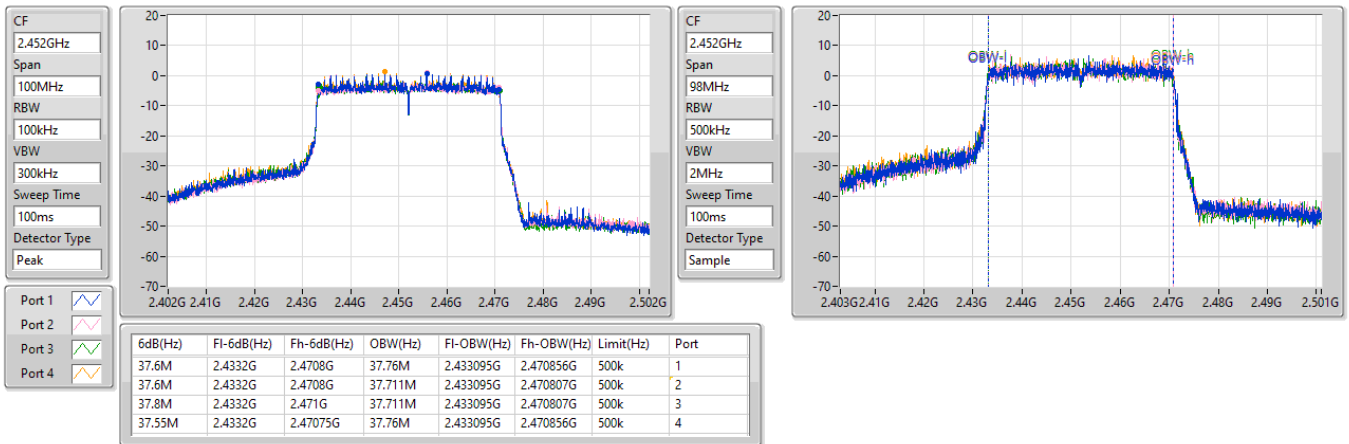 CF
2.452GHz
Span
100MHz
RBW
100kHz
VBW
300kHz
Sweep Time
100ms
Detector Type
Peak
20-
10-
0-
-10-
-20-
-30-
-40-
-50-
-60-
-70-
2.402G 2.41G 2.42G 2.43G 2.44G 2.45G 2.46G 2.47G 2.48G 2.49G 2.502G
CF
2.452GHz
Span
98MHz
RBW
500kHz
VBW
2MHz
Sweep Time
100ms
Detector Type
Sample
20-
10-
0-
-10-
-20-
-30-
-40-
-50-
-60-
-70-
OBW-l OBW-h
2.403G 2.41G 2.42G 2.43G 2.44G 2.45G 2.46G 2.47G 2.48G 2.49G 2.501G
Port 1
Port 2
Port 3
Port 4
6dB(Hz) Fl-6dB(Hz) Fh-6dB(Hz) OBW(Hz) Fl-OBW(Hz) Fh-OBW(Hz) Limit(Hz) Port
37.6M 2.4332G 2.4708G 37.76M 2.433095G 2.470856G 500k 1
37.6M 2.4332G 2.4708G 37.711M 2.433095G 2.470807G 500k 2
37.8M 2.4332G 2.471G 37.711M 2.433095G 2.470807G 500k 3
37.55M 2.4332G 2.47075G 37.76M 2.433095G 2.470856G 500k 4